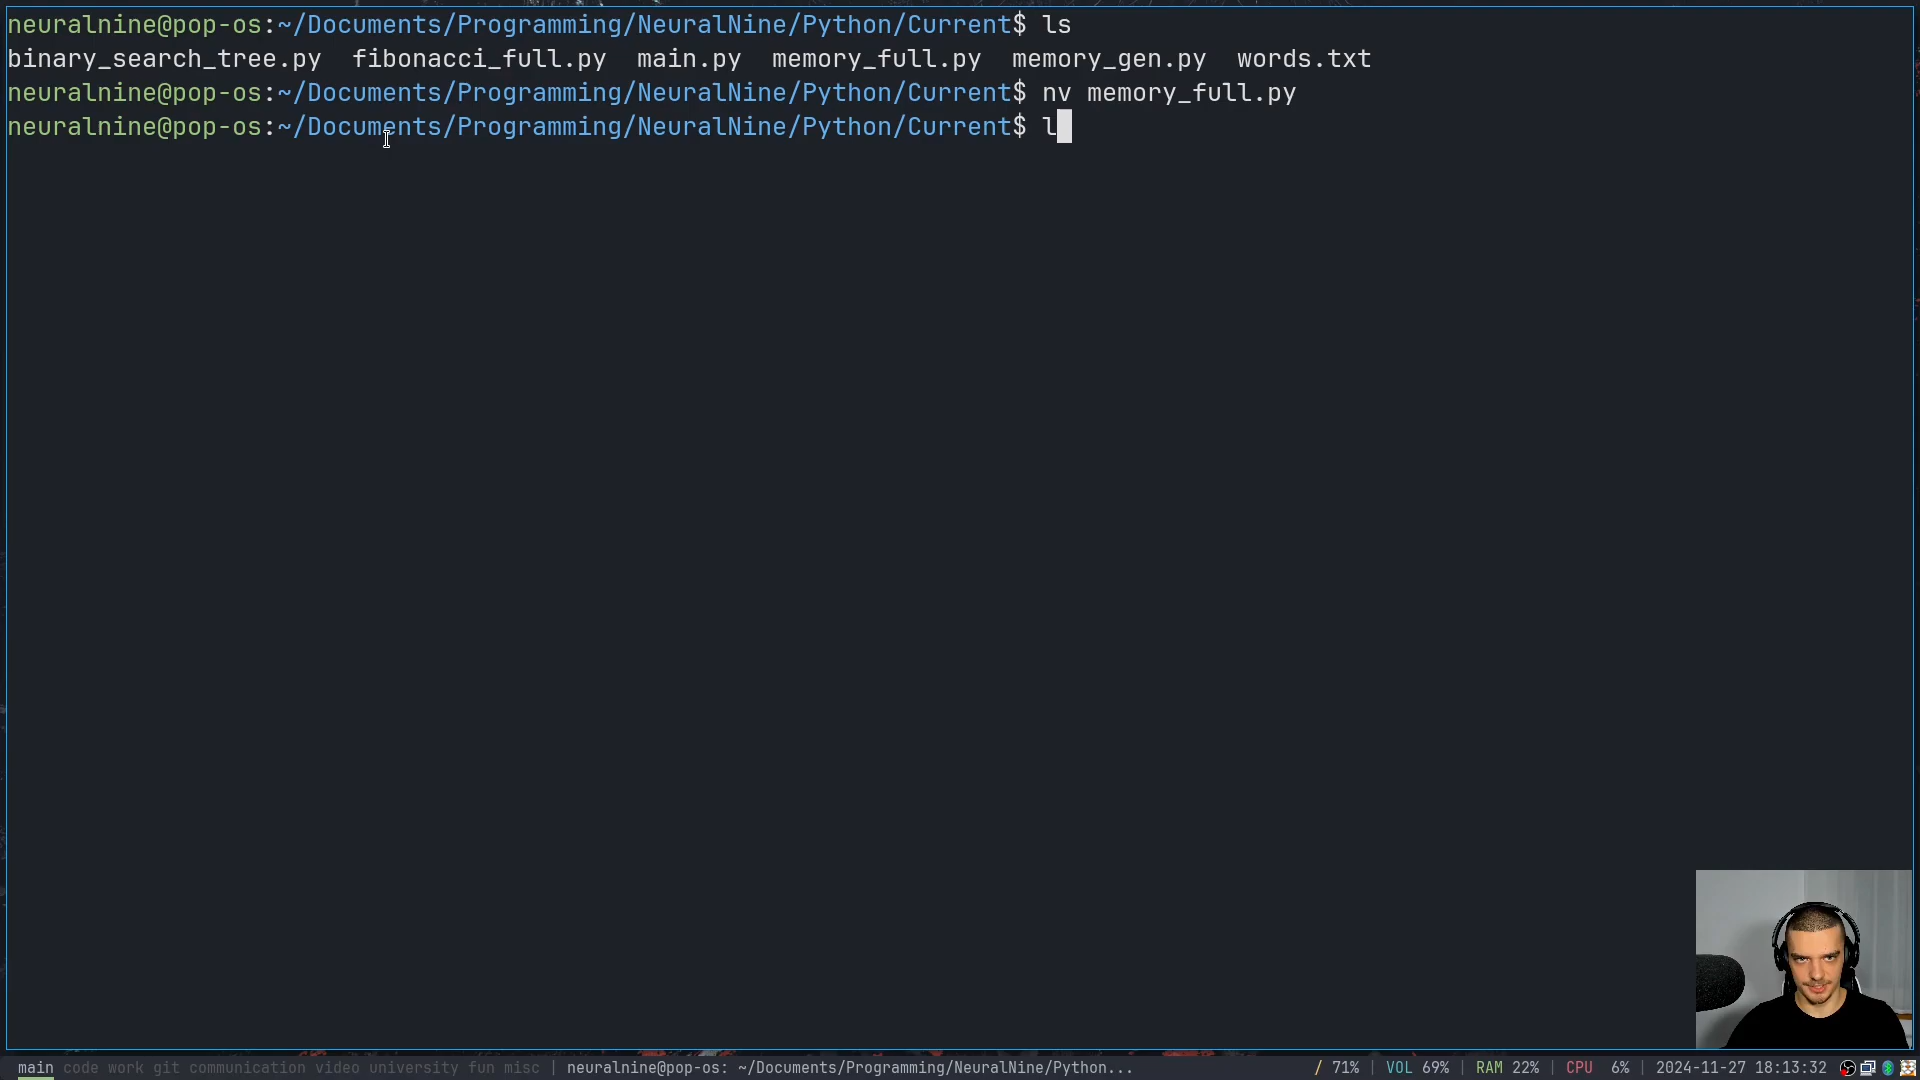 neuralnine@pop-os:~/Documents/Programming/NeuralNine/Python/Current$ ls
binary_search_tree.py  fibonacci_full.py  main.py  memory_full.py  memory_gen.py  words.txt
neuralnine@pop-os:~/Documents/Programming/NeuralNine/Python/Current$ nv memory_full.py
neuralnine@pop-os:~/Documents/Programming/NeuralNine/Python/Current$ l
main code work git communication video university fun misc | neuralnine@pop-os: ~/Documents/Programming/NeuralNine/Python... / 71% | VOL 69% | RAM 22% | CPU 6% | 2024-11-27 18:13:32